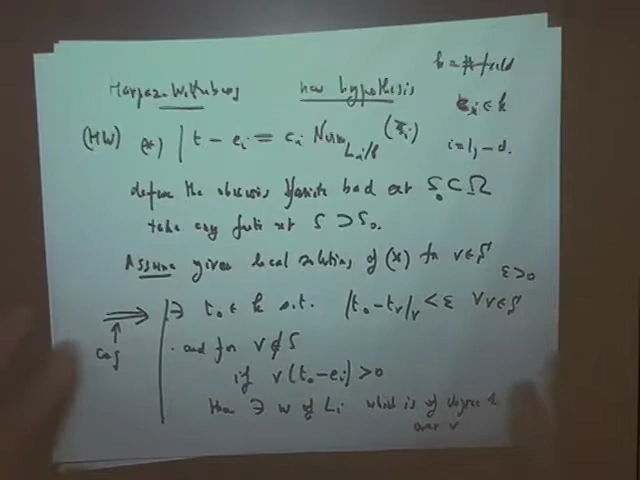 Harpaz-Wittenberg new hypothesis k = # field
(HW) (*) | t - e_i = c_i Norm_{L_i/k} (Ξ_i) e_i ∈ k
i=1,..d.
define the obvious finite bad set S_0 ⊂ Ω
take any finite set S ⊃ S_0.
Assume given local solutions of (*) for v ∈ S ε>0
⟹ ∃ t_0 ∈ k s.t. |t_0 - t_v|_v < ε ∀v ∈ S
Conj · and for v ∉ S
if v(t_0 - e_i) > 0
then ∃ w of L_i which is of degree 1
over v